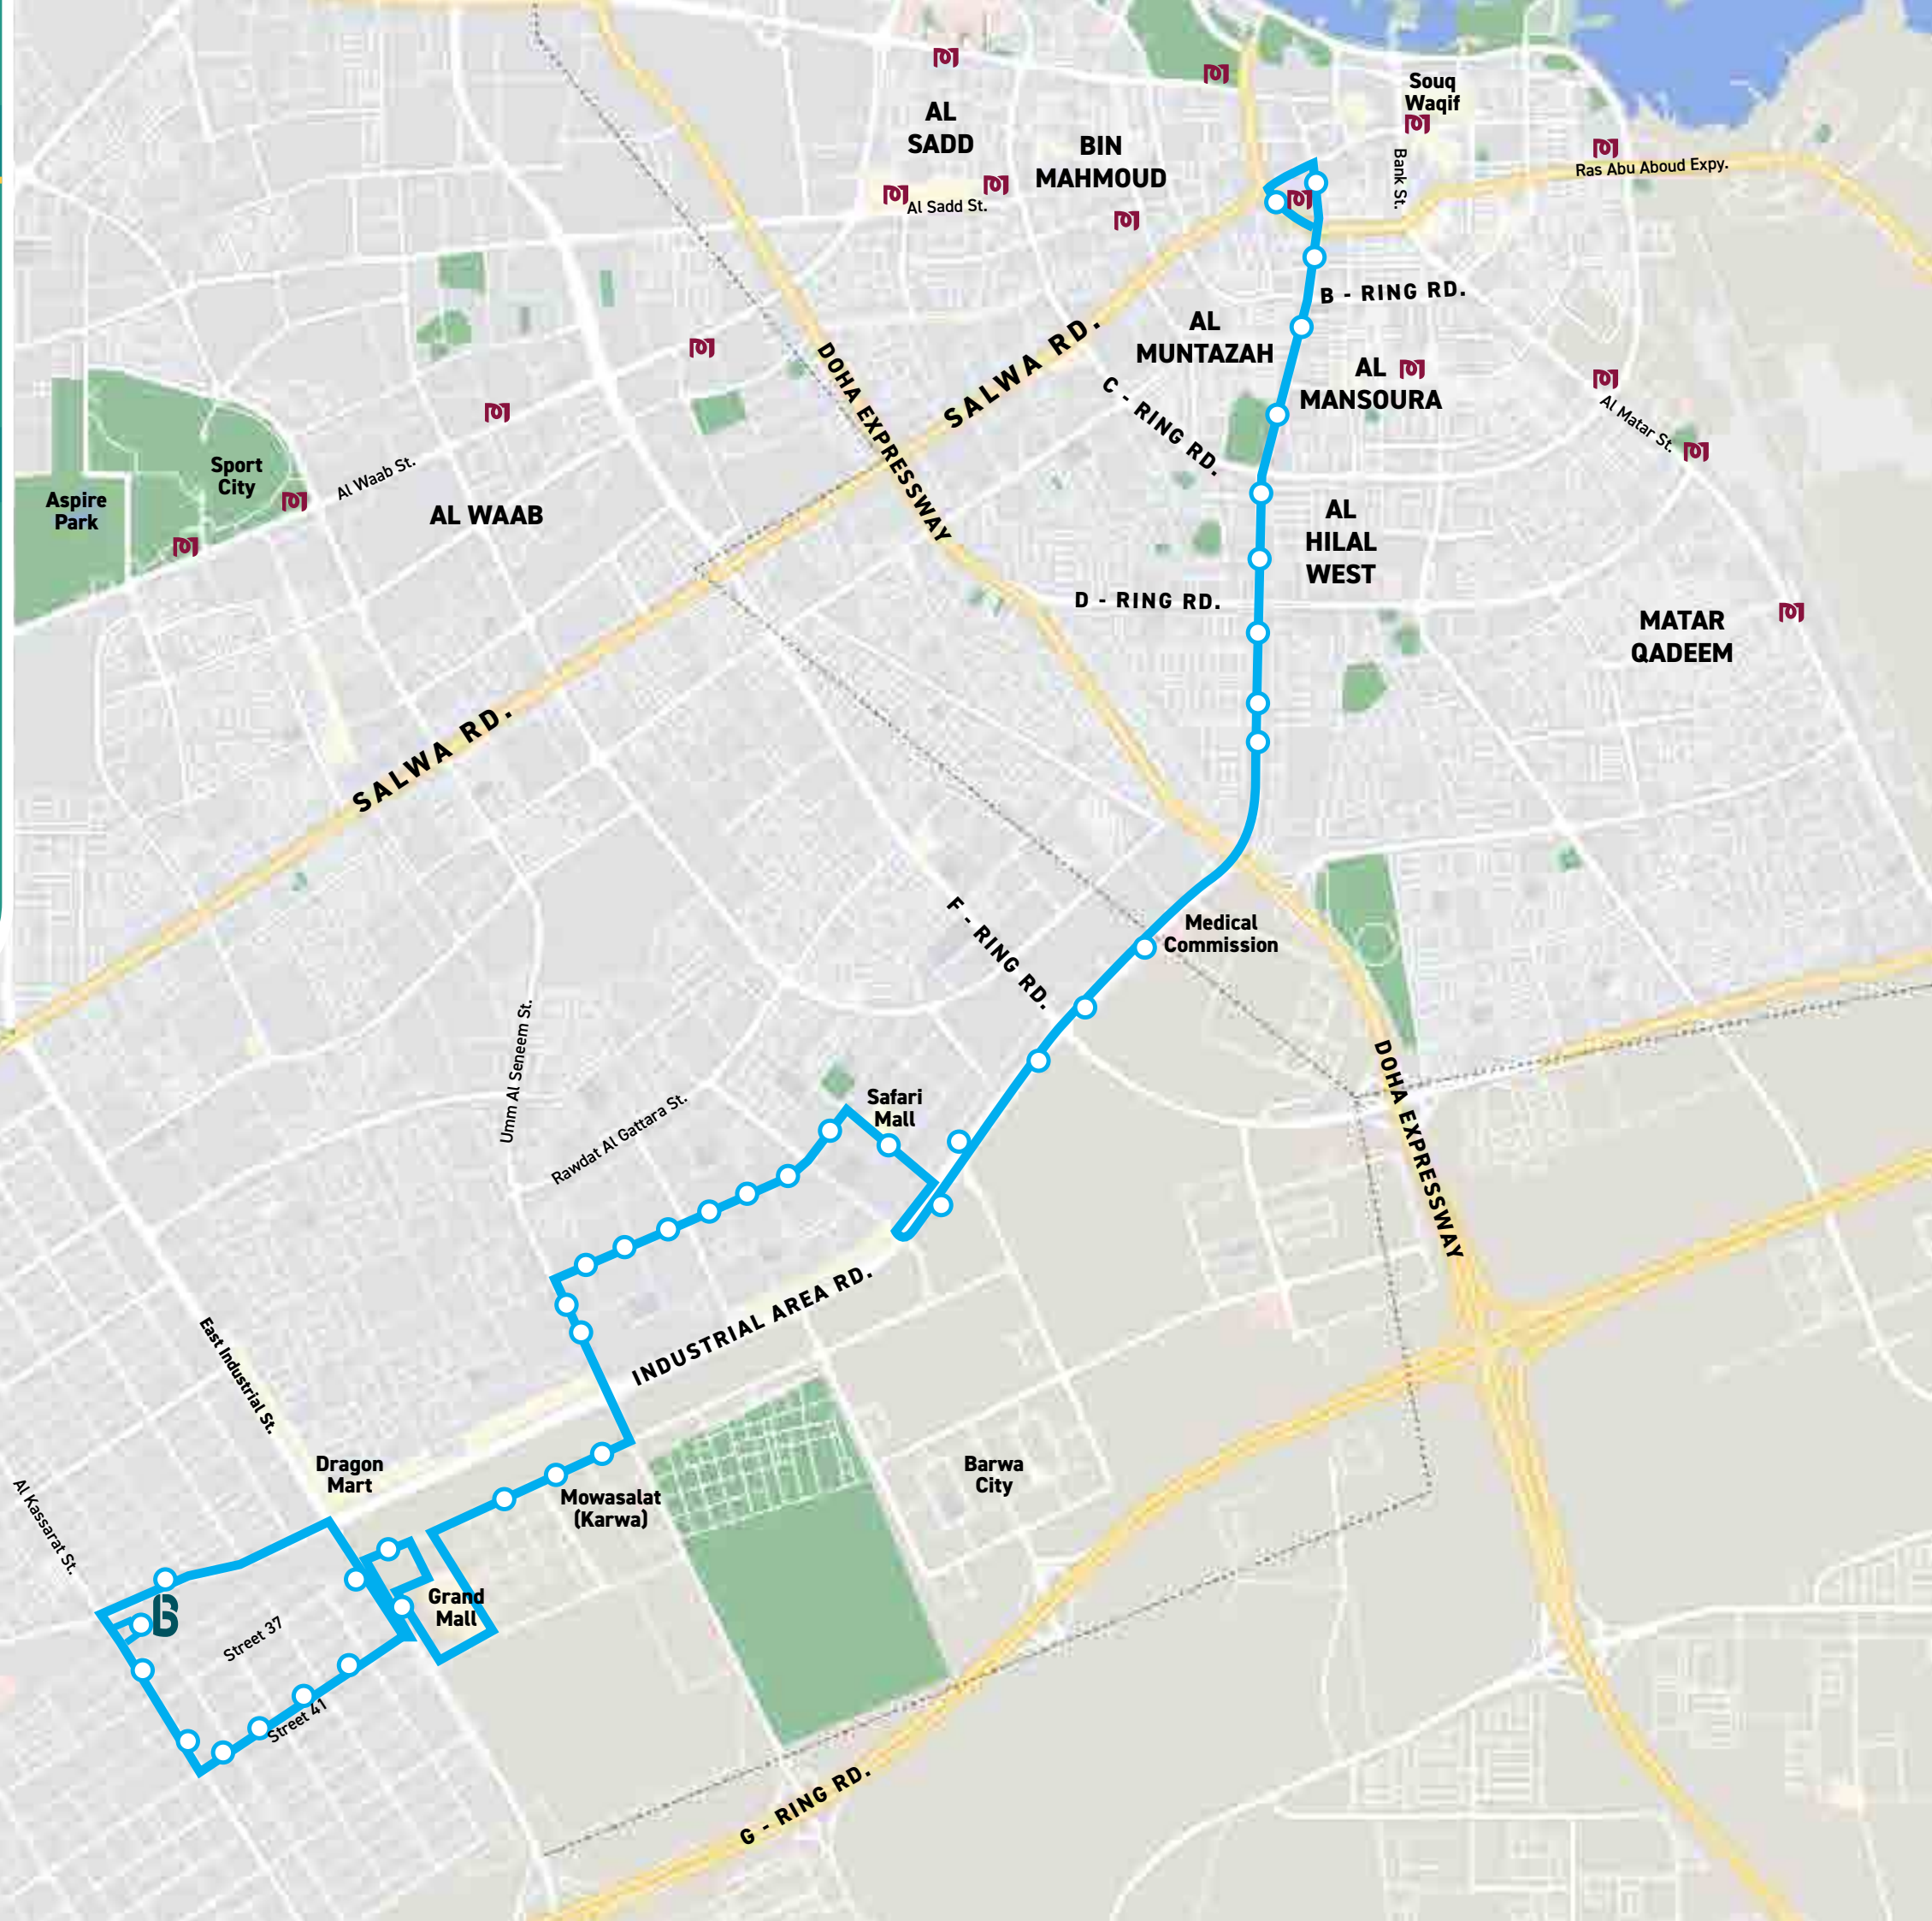 Souq
Waqif
AL
SADD
BIN
MAHMOUD
Bank St.
Ras Abu Aboud Expy.
Al Sadd St.
B - RING RD.
AL
MUNTAZAH
SALWA RD.
DOHA EXPRESSWAY
AL
MANSOURA
C - RING RD.
Al Matar St.
Sport
City
Al Waab St.
Aspire
Park
AL WAAB
AL
HILAL
WEST
D - RING RD.
MATAR
QADEEM
SALWA RD.
F - RING RD.
Medical
Commission
Umm Al Seneem St.
DOHA EXPRESSWAY
Safari
Mall
Rawdat Al Gattara St.
INDUSTRIAL AREA RD.
East Industrial St.
Dragon
Mart
Barwa
City
Al Kassarat St.
Mowasalat
(Karwa)
Grand
Mall
B
Street 37
Street 41
G - RING RD.